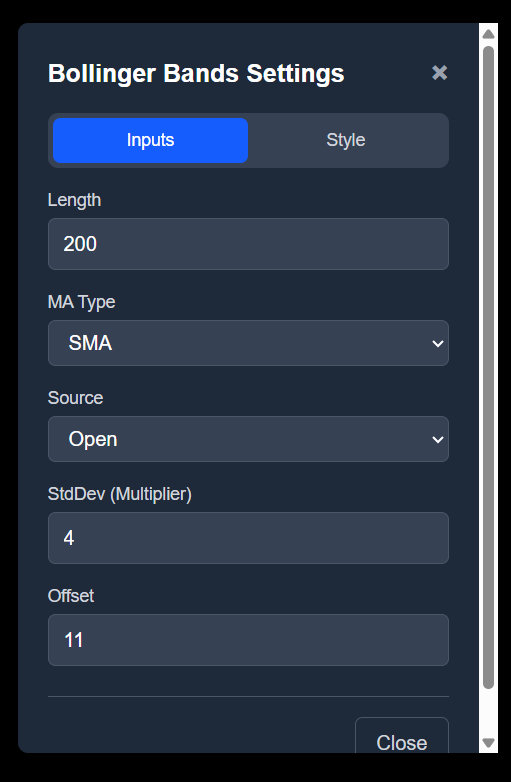 Bollinger Bands Settings ×
Inputs Style
Length
200
MA Type
SMA
Source
Open
StdDev (Multiplier)
4
Offset
11
Close